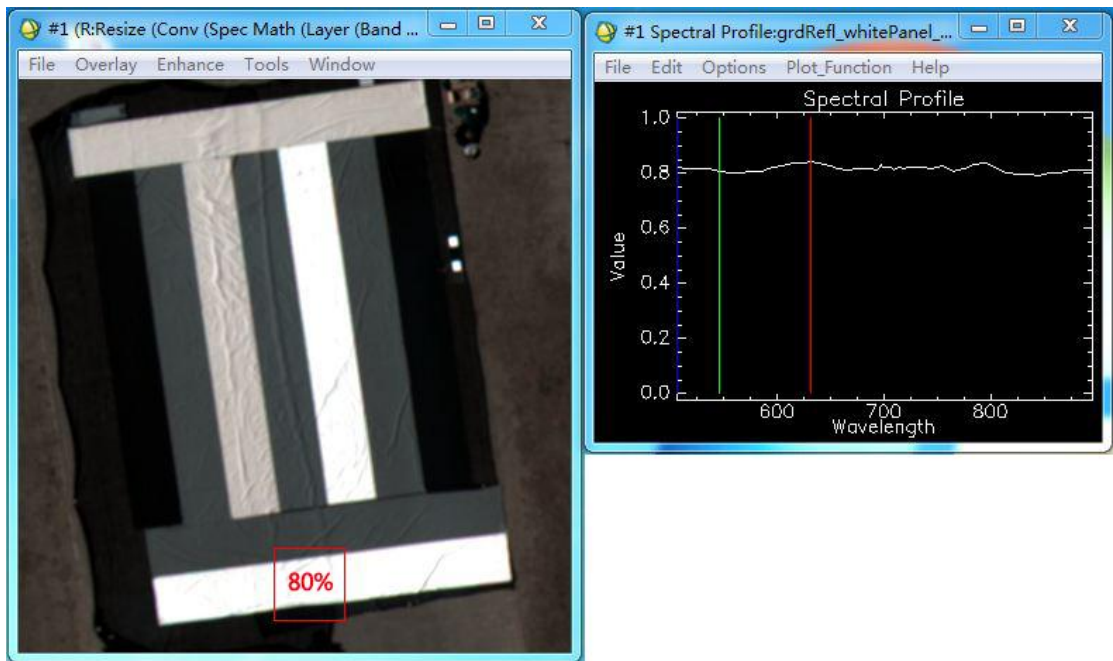 #1 (R:Resize (Conv (Spec Math (Layer (Band ...
File Overlay Enhance Tools Window
80%
#1 Spectral Profile:grdRefl_whitePanel_...
File Edit Options Plot_Function Help
Spectral Profile
1.0
0.8
0.6
0.4
0.2
0.0
Value
600 700 800
Wavelength